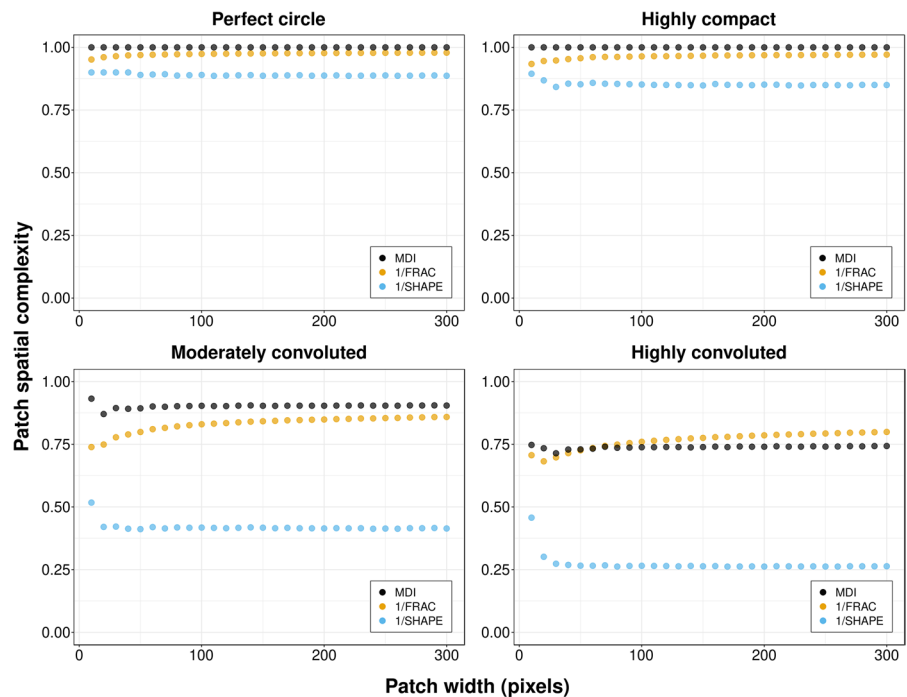 Perfect circle
Highly compact
1.00
0.75
0.50
0.25
0.00
MDI
1/FRAC
1/SHAPE
0
100
200
300
1.00
0.75
0.50
0.25
0.00
MDI
1/FRAC
1/SHAPE
0
100
200
300
Patch spatial complexity
Moderately convoluted
Highly convoluted
1.00
0.75
0.50
0.25
0.00
MDI
1/FRAC
1/SHAPE
0
100
200
300
1.00
0.75
0.50
0.25
0.00
MDI
1/FRAC
1/SHAPE
0
100
200
300
Patch width (pixels)